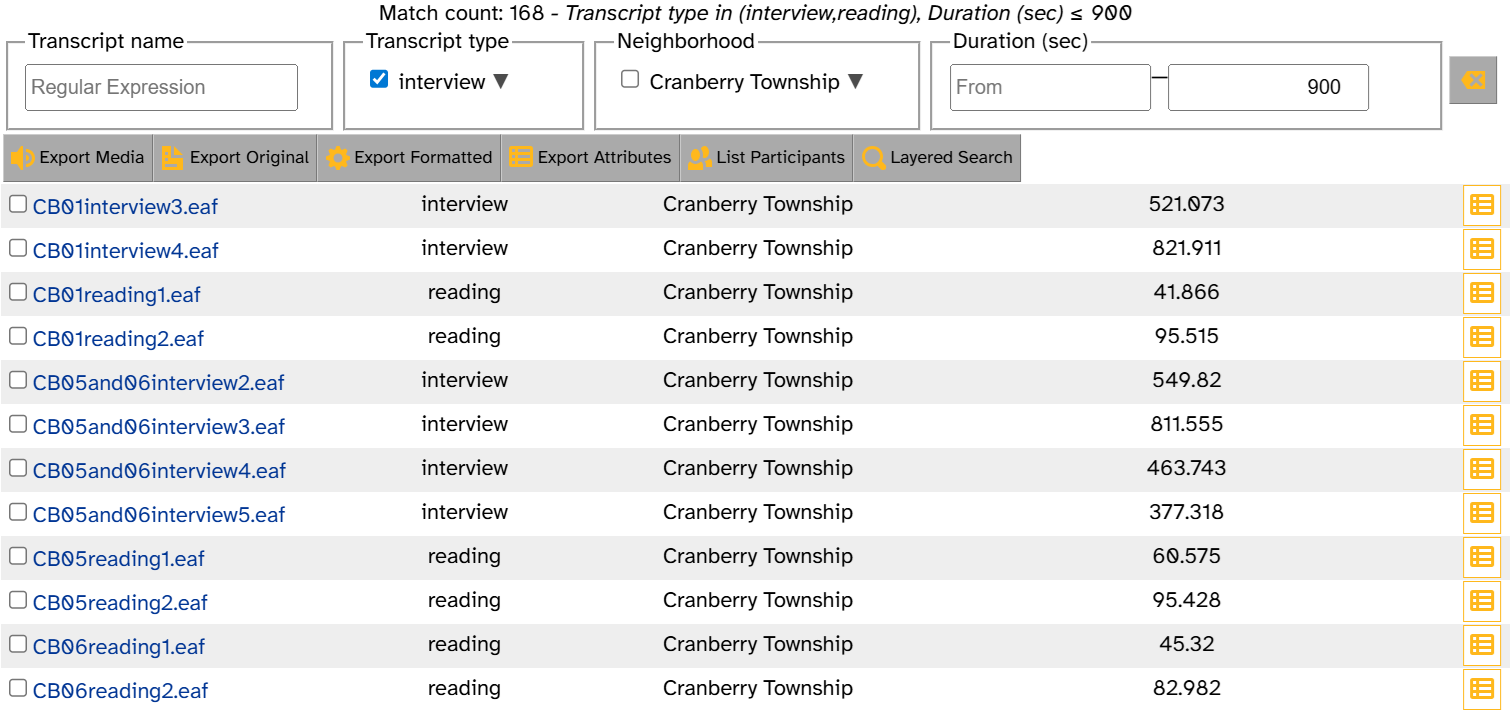 Match count: 168 - Transcript type in (interview,reading), Duration (sec) ≤ 900
Transcript name Transcript type Neighborhood Duration (sec)
Regular Expression interview ▼ Cranberry Township ▼ From — 900
Export Media Export Original Export Formatted Export Attributes List Participants Layered Search
CB01interview3.eaf interview Cranberry Township 521.073
CB01interview4.eaf interview Cranberry Township 821.911
CB01reading1.eaf reading Cranberry Township 41.866
CB01reading2.eaf reading Cranberry Township 95.515
CB05and06interview2.eaf interview Cranberry Township 549.82
CB05and06interview3.eaf interview Cranberry Township 811.555
CB05and06interview4.eaf interview Cranberry Township 463.743
CB05and06interview5.eaf interview Cranberry Township 377.318
CB05reading1.eaf reading Cranberry Township 60.575
CB05reading2.eaf reading Cranberry Township 95.428
CB06reading1.eaf reading Cranberry Township 45.32
CB06reading2.eaf reading Cranberry Township 82.982